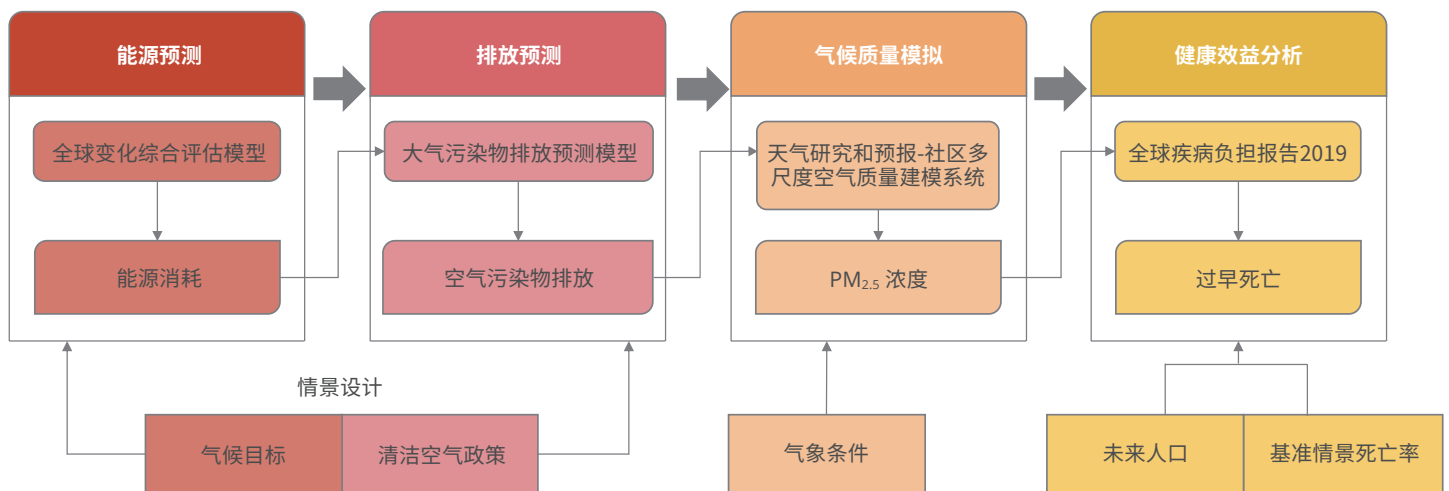 能源预测
排放预测
气候质量模拟
健康效益分析
全球变化综合评估模型
大气污染物排放预测模型
天气研究和预报-社区多
尺度空气质量建模系统
全球疾病负担报告2019
能源消耗
空气污染物排放
PM2.5 浓度
过早死亡
情景设计
气候目标
清洁空气政策
气象条件
未来人口
基准情景死亡率